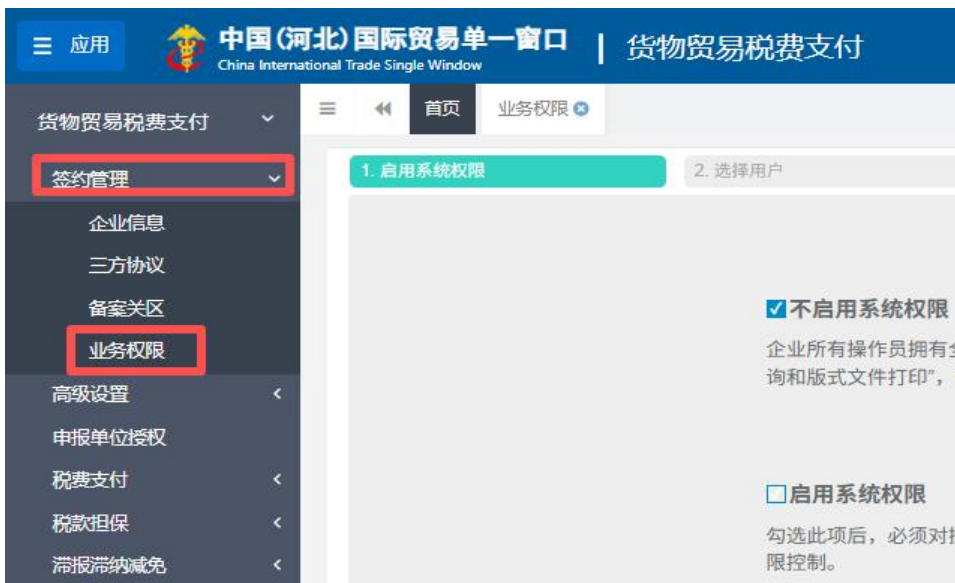 应用
中国(河北)国际贸易单一窗口 | 货物贸易税费支付
China International Trade Single Window
货物贸易税费支付
首页
业务权限
签约管理
1. 启用系统权限
2. 选择用户
企业信息
三方协议
备案关区
业务权限
高级设置
申报单位授权
税费支付
税款担保
滞报滞纳减免
不启用系统权限
企业所有操作员拥有
询和版式文件打印”,
启用系统权限
勾选此项后，必须对
限控制。